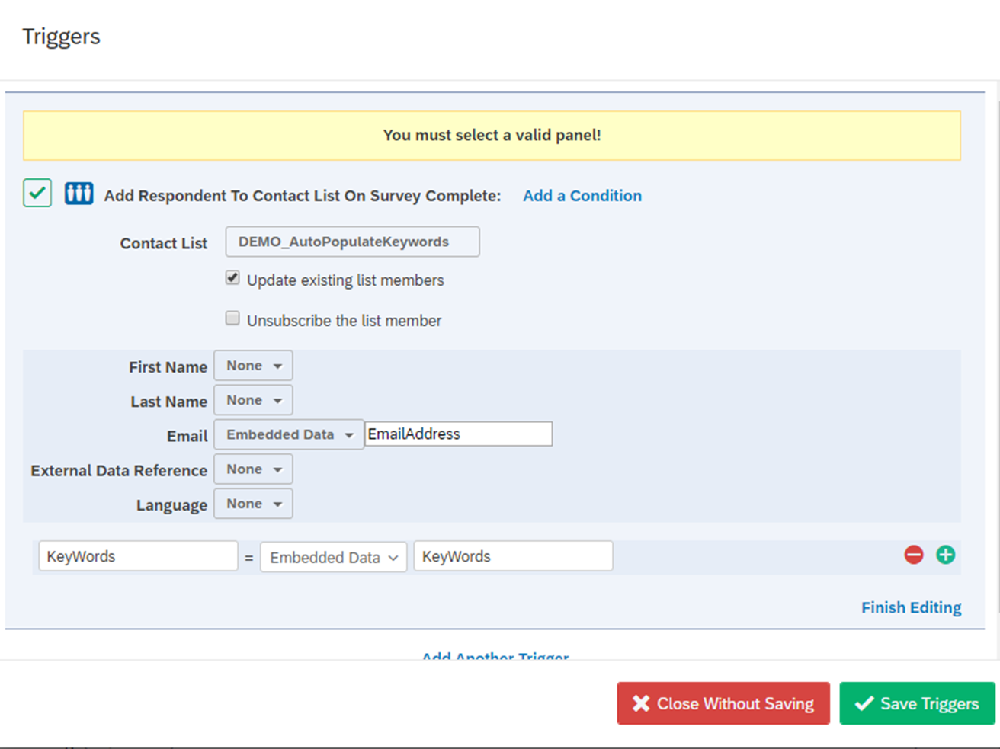 Triggers
You must select a valid panel!
Add Respondent To Contact List On Survey Complete: Add a Condition
Contact List DEMO_AutoPopulateKeywords
Update existing list members
Unsubscribe the list member
First Name None
Last Name None
Email Embedded Data EmailAddress
External Data Reference None
Language None
KeyWords = Embedded Data KeyWords
Finish Editing
Add Another Trigger
Close Without Saving Save Triggers